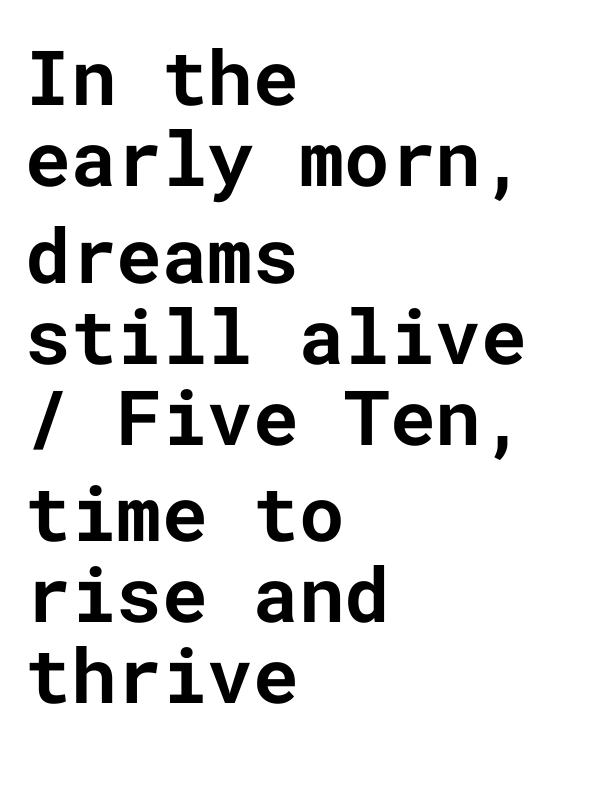 In the
early morn,
dreams
still alive
/ Five Ten,
time to
rise and
thrive